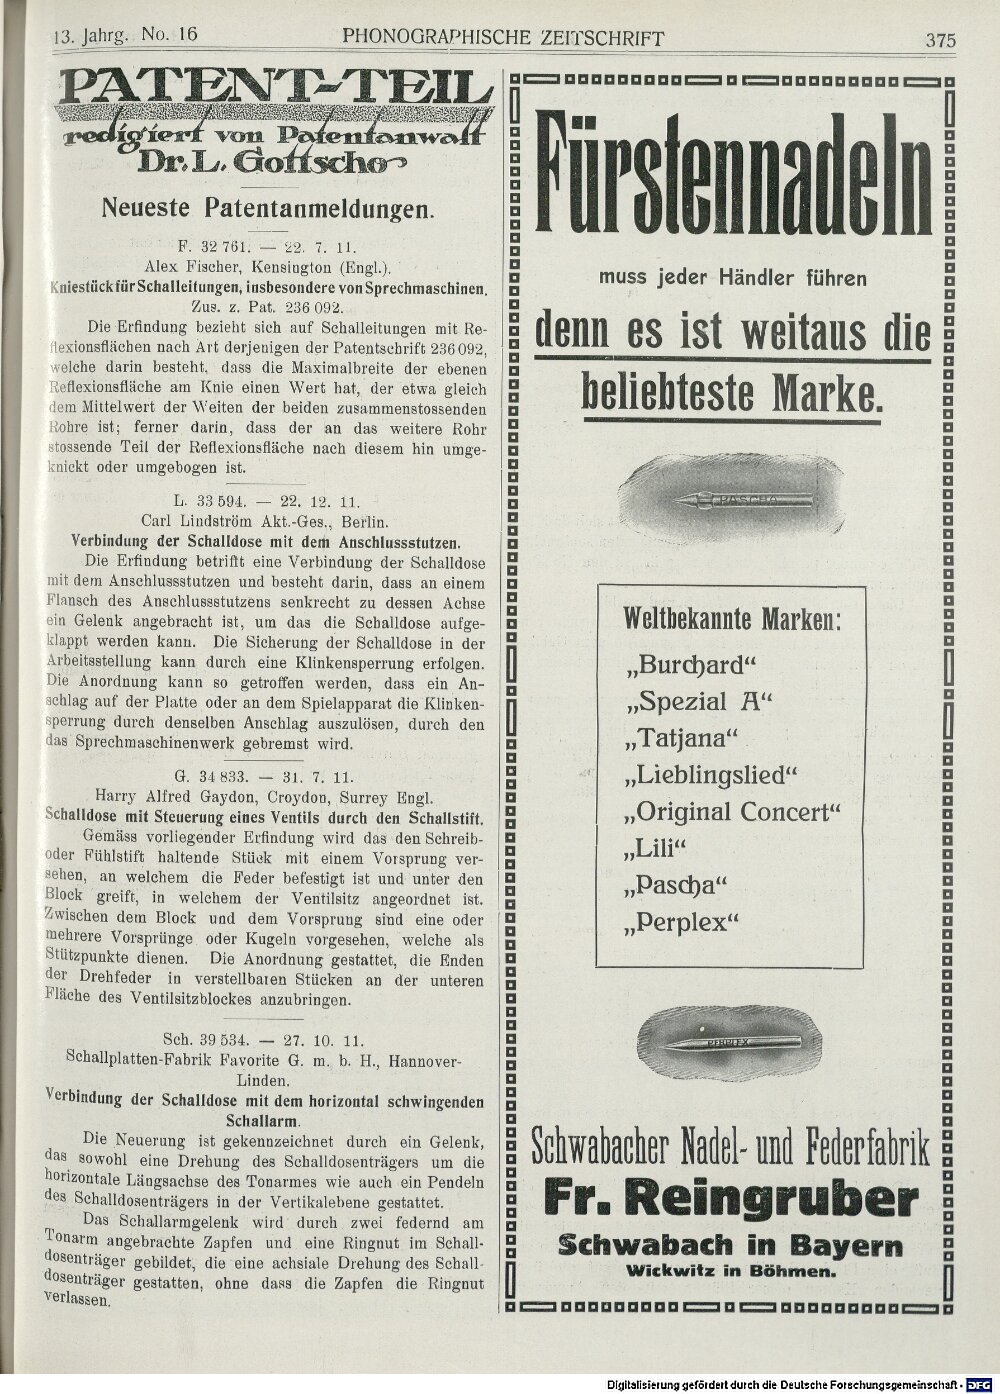 13. Jahrg. No. 16
PHONOGRAPHISCHE ZEITSCHRIFT
375
PATENT-TEIL
redigiert von Patentanwalt
Dr. L. Gottscho
Neueste Patentanmeldungen.
F. 32 761. — 22. 7. 11.
Alex Fischer, Kensington (Engl.).
Kniestück für Schalleitungen, insbesondere von Sprechmaschinen.
Zus. z. Pat. 236 092.
Die Erfindung bezieht sich auf Schalleitungen mit Re-
flexionsflächen nach Art derjenigen der Patentschrift 236 092,
welche darin besteht, dass die Maximalbreite der ebenen
Reflexionsfläche am Knie einen Wert hat, der etwa gleich
dem Mittelwert der Weiten der beiden zusammenstossenden
Rohre ist; ferner darin, dass der an das weitere Rohr
stossende Teil der Reflexionsfläche nach diesem hin umge-
knickt oder umgebogen ist.
L. 33 594. — 22. 12. 11.
Carl Lindström Akt.-Ges., Berlin.
Verbindung der Schalldose mit dem Anschlussstutzen.
Die Erfindung betrifft eine Verbindung der Schalldose
mit dem Anschlussstutzen und besteht darin, dass an einem
Flansch des Anschlussstutzens senkrecht zu dessen Achse
ein Gelenk angebracht ist, um das die Schalldose aufge-
klappt werden kann. Die Sicherung der Schalldose in der
Arbeitsstellung kann durch eine Klinkensperrung erfolgen.
Die Anordnung kann so getroffen werden, dass ein An-
schlag auf der Platte oder an dem Spielapparat die Klinken-
sperrung durch denselben Anschlag auszulösen, durch den
das Sprechmaschinenwerk gebremst wird.
G. 34 833. — 31. 7. 11.
Harry Alfred Gaydon, Croydon, Surrey Engl.
Schalldose mit Steuerung eines Ventils durch den Schallstift.
Gemäss vorliegender Erfindung wird das den Schreib-
oder Fühlstift haltende Stück mit einem Vorsprung ver-
sehen, an welchem die Feder befestigt ist und unter den
Block greift, in welchem der Ventilsitz angeordnet ist.
Zwischen dem Block und dem Vorsprung sind eine oder
mehrere Vorsprünge oder Kugeln vorgesehen, welche als
Stützpunkte dienen. Die Anordnung gestattet, die Enden
der Drehfeder in verstellbaren Stücken an der unteren
Fläche des Ventilsitzblockes anzubringen.
Sch. 39 534. — 27. 10. 11.
Schallplatten-Fabrik Favorite G. m. b. H., Hannover-
Linden.
Verbindung der Schalldose mit dem horizontal schwingenden
Schallarm.
Die Neuerung ist gekennzeichnet durch ein Gelenk,
das sowohl eine Drehung des Schalldosenträgers um die
horizontale Längsachse des Tonarmes wie auch ein Pendeln
des Schalldosenträgers in der Vertikalebene gestattet.
Das Schallarmgelenk wird durch zwei federnd am
Tonarm angebrachte Zapfen und eine Ringnut im Schall-
dosenträger gebildet, die eine achsiale Drehung des Schall-
dosenträger gestatten, ohne dass die Zapfen die Ringnut
verlassen.
Fürstennadeln
muss jeder Händler führen
denn es ist weitaus die
beliebteste Marke.
PASCHA
Weltbekannte Marken:
„Burchard“
„Spezial A“
„Tatjana“
„Lieblingslied“
„Original Concert“
„Lili“
„Pascha“
„Perplex“
PERPLEX
Schwabacher Nadel- und Federfabrik
Fr. Reingruber
Schwabach in Bayern
Wickwitz in Böhmen.
Digitalisierung gefördert durch die Deutsche Forschungsgemeinschaft - DFG